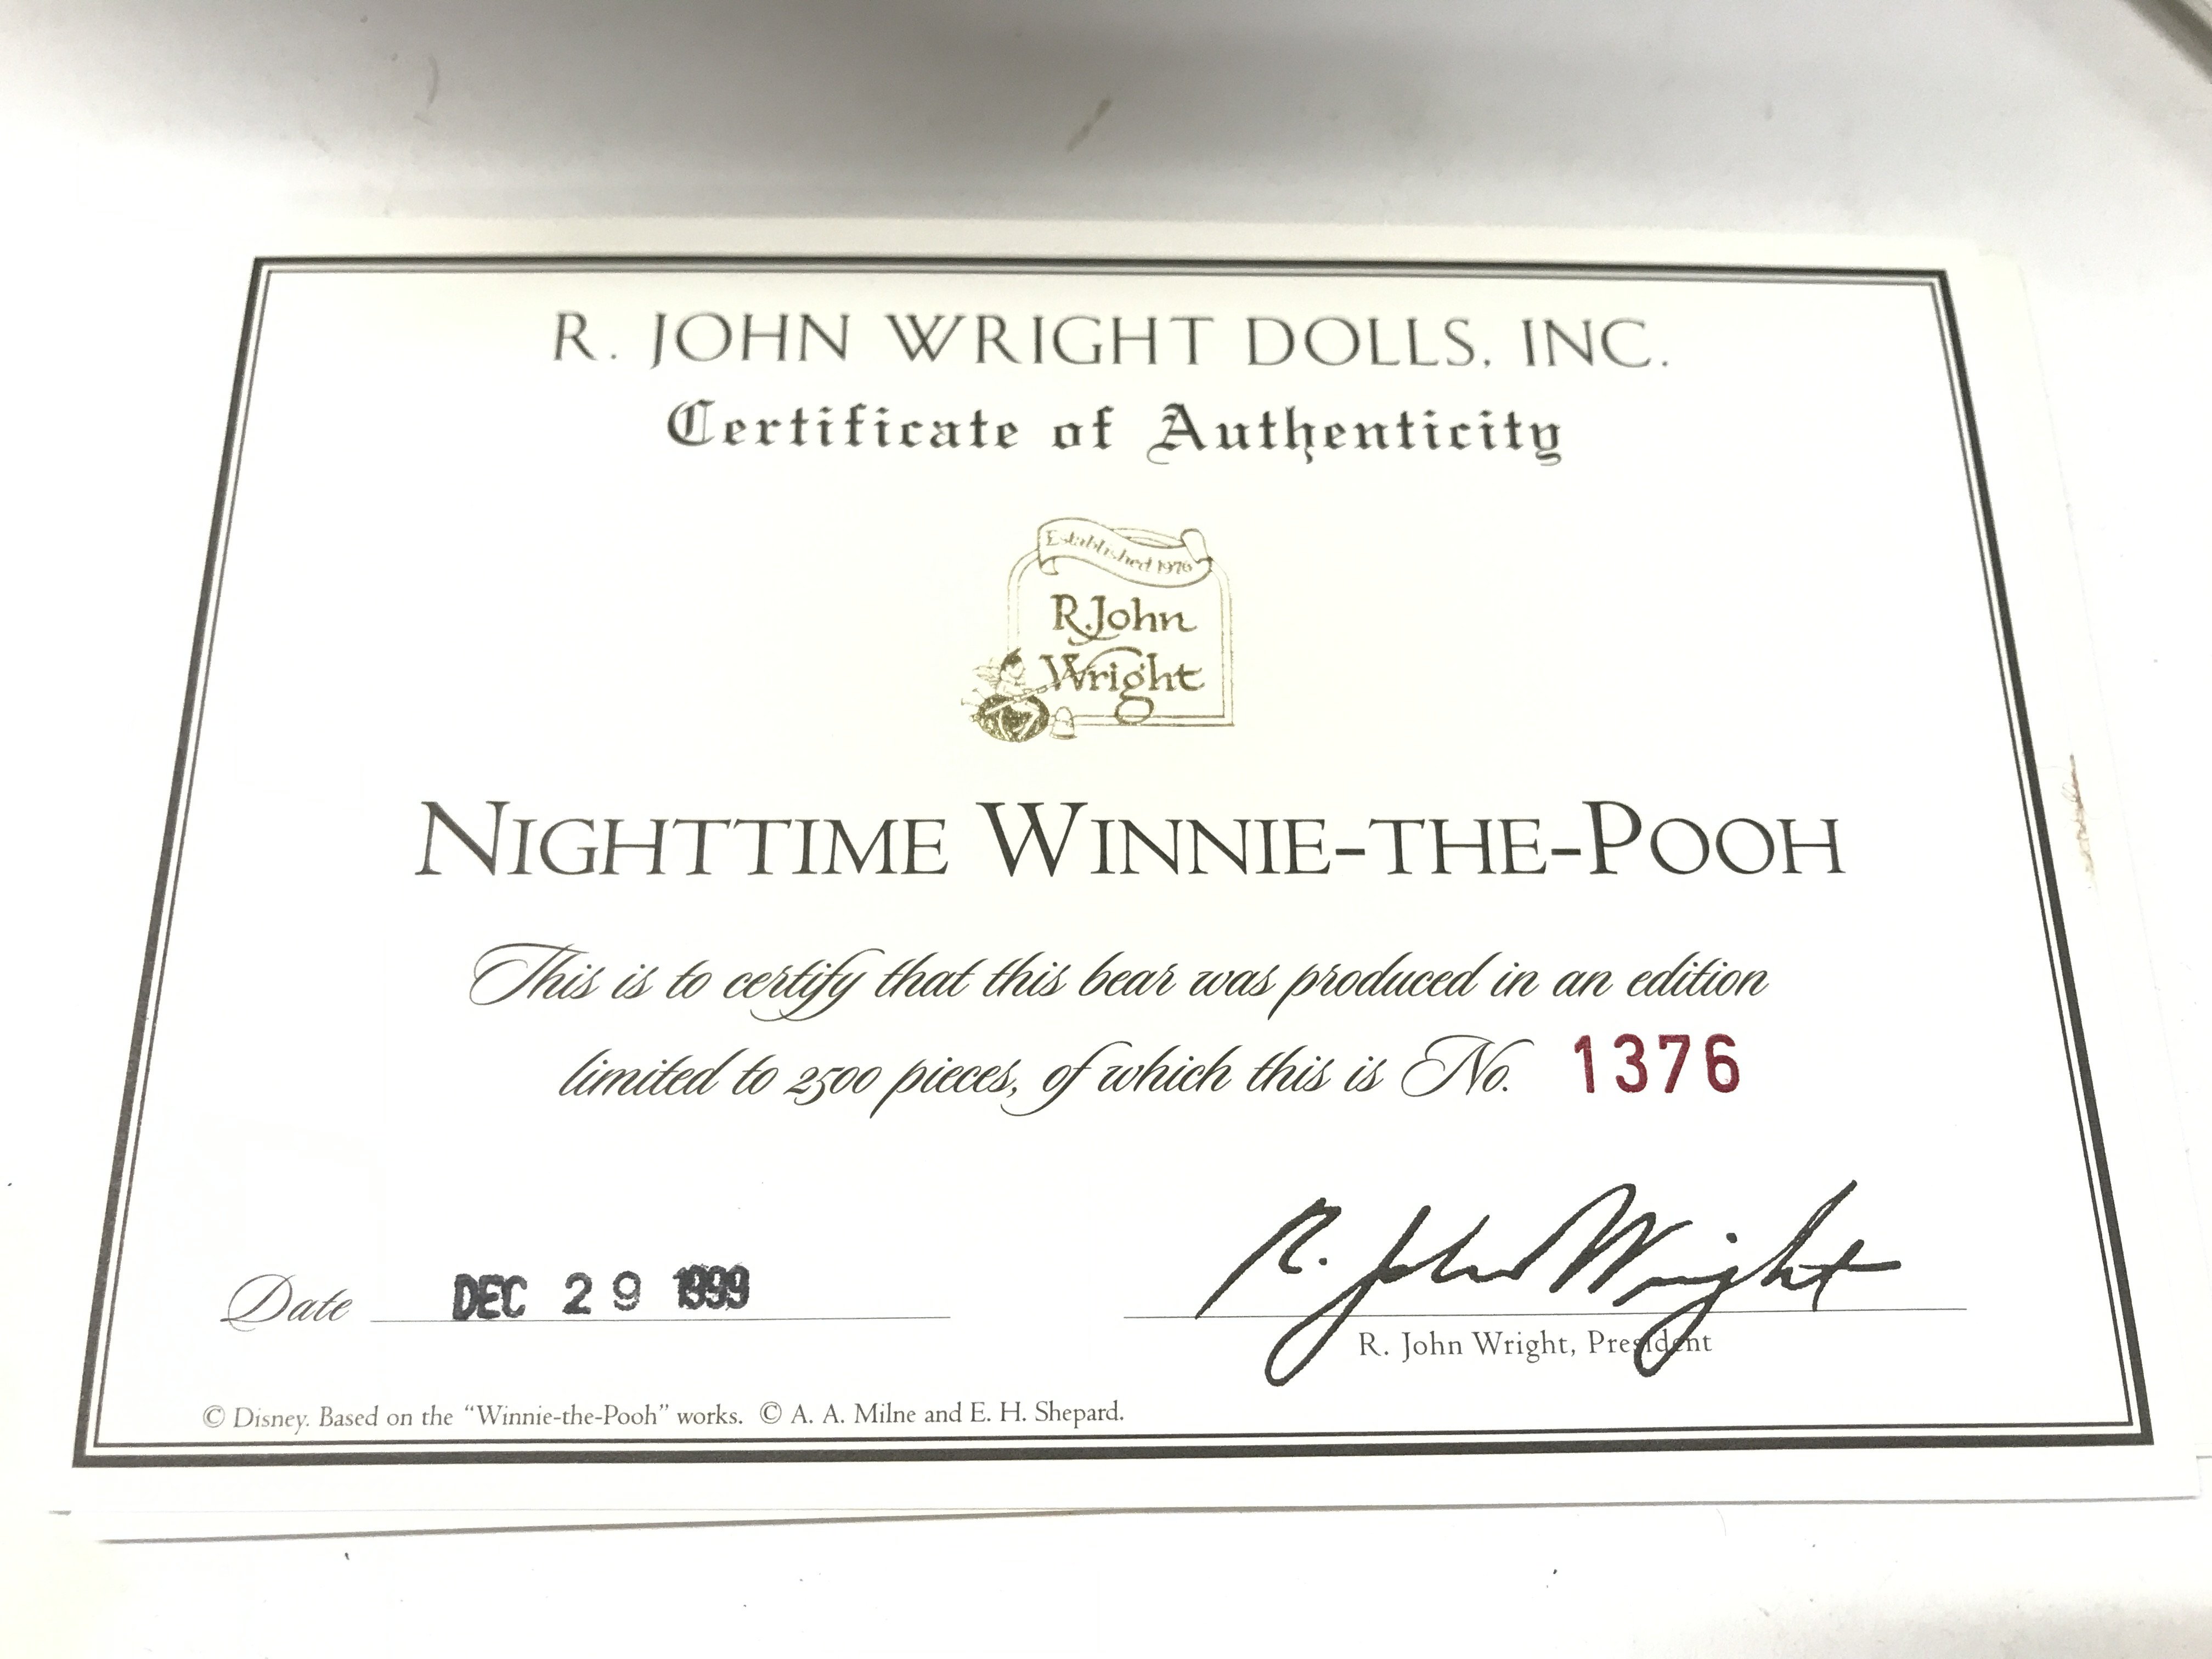 R. JOHN WRIGHT DOLLS, INC.
Certificate of Authenticity
Established 1976
R. John
Wright
NIGHTTIME WINNIE-THE-POOH
This is to certify that this bear was produced in an edition
limited to 2500 pieces, of which this is No. 1376
Date DEC 29 1999
R. John Wright
R. John Wright, President
© Disney. Based on the “Winnie-the-Pooh” works. © A. A. Milne and E. H. Shepard.